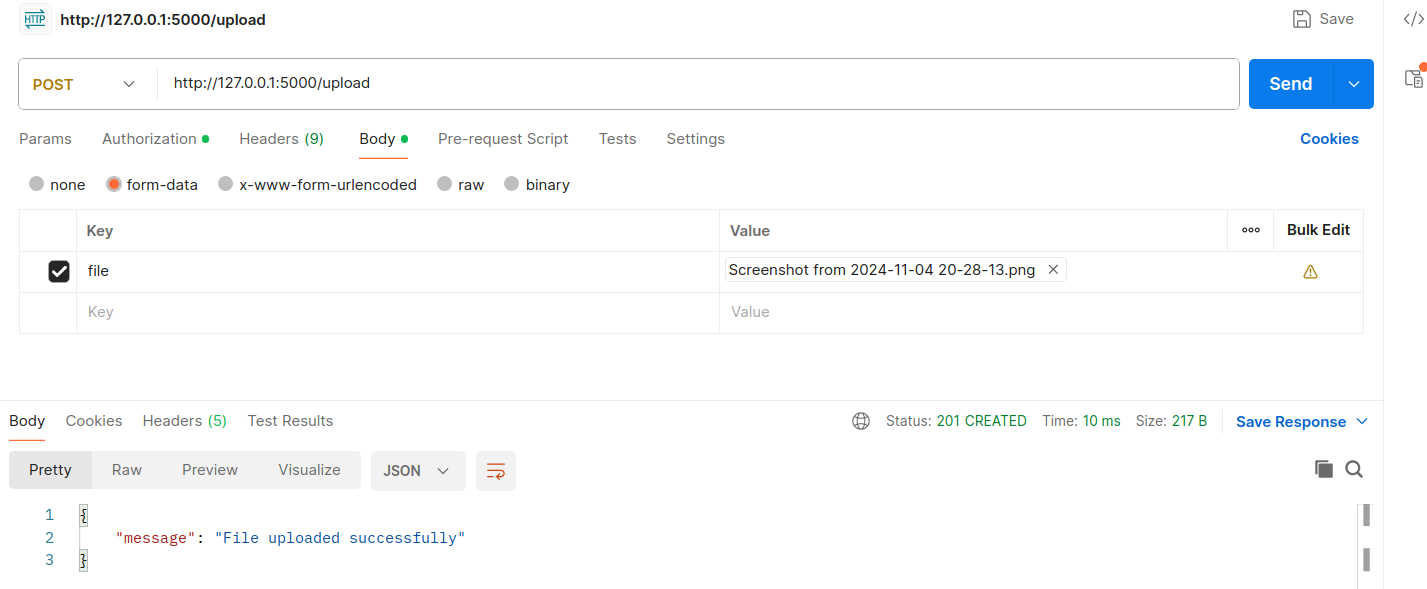 HTTP http://127.0.0.1:5000/upload Save
POST http://127.0.0.1:5000/upload Send
Params Authorization Headers (9) Body Pre-request Script Tests Settings Cookies
none form-data x-www-form-urlencoded raw binary
Key Value Bulk Edit
file Screenshot from 2024-11-04 20-28-13.png
Key Value
Body Cookies Headers (5) Test Results Status: 201 CREATED Time: 10 ms Size: 217 B Save Response
Pretty Raw Preview Visualize JSON
1 {
2 "message": "File uploaded successfully"
3 }